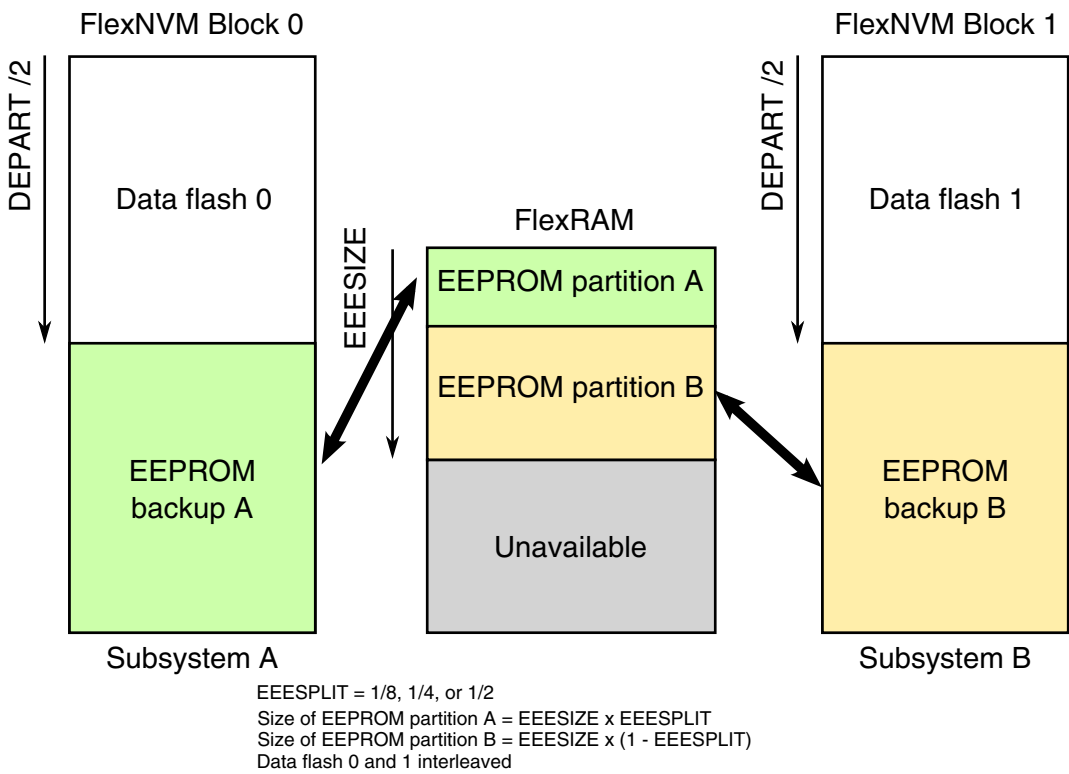 FlexNVM Block 0
FlexNVM Block 1
DEPART /2
Data flash 0
DEPART /2
Data flash 1
FlexRAM
EEESIZE
EEPROM partition A
EEPROM partition B
EEPROM
backup A
EEPROM
backup B
Unavailable
Subsystem A
Subsystem B
EEESPLIT = 1/8, 1/4, or 1/2
Size of EEPROM partition A = EEESIZE x EEESPLIT
Size of EEPROM partition B = EEESIZE x (1 - EEESPLIT)
Data flash 0 and 1 interleaved